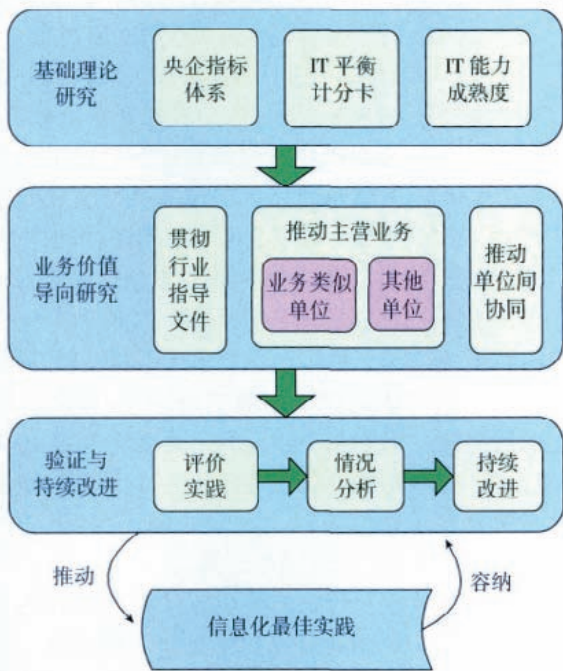 基础理论
研究
央企指标
体系
IT 平衡
计分卡
IT 能力
成熟度
业务价值
导向研究
贯彻
行业
指导
文件
推动主营业务
业务类似
单位
其他
单位
推动
单位间
协同
验证与
持续改进
评价
实践
情况
分析
持续
改进
推动
容纳
信息化最佳实践